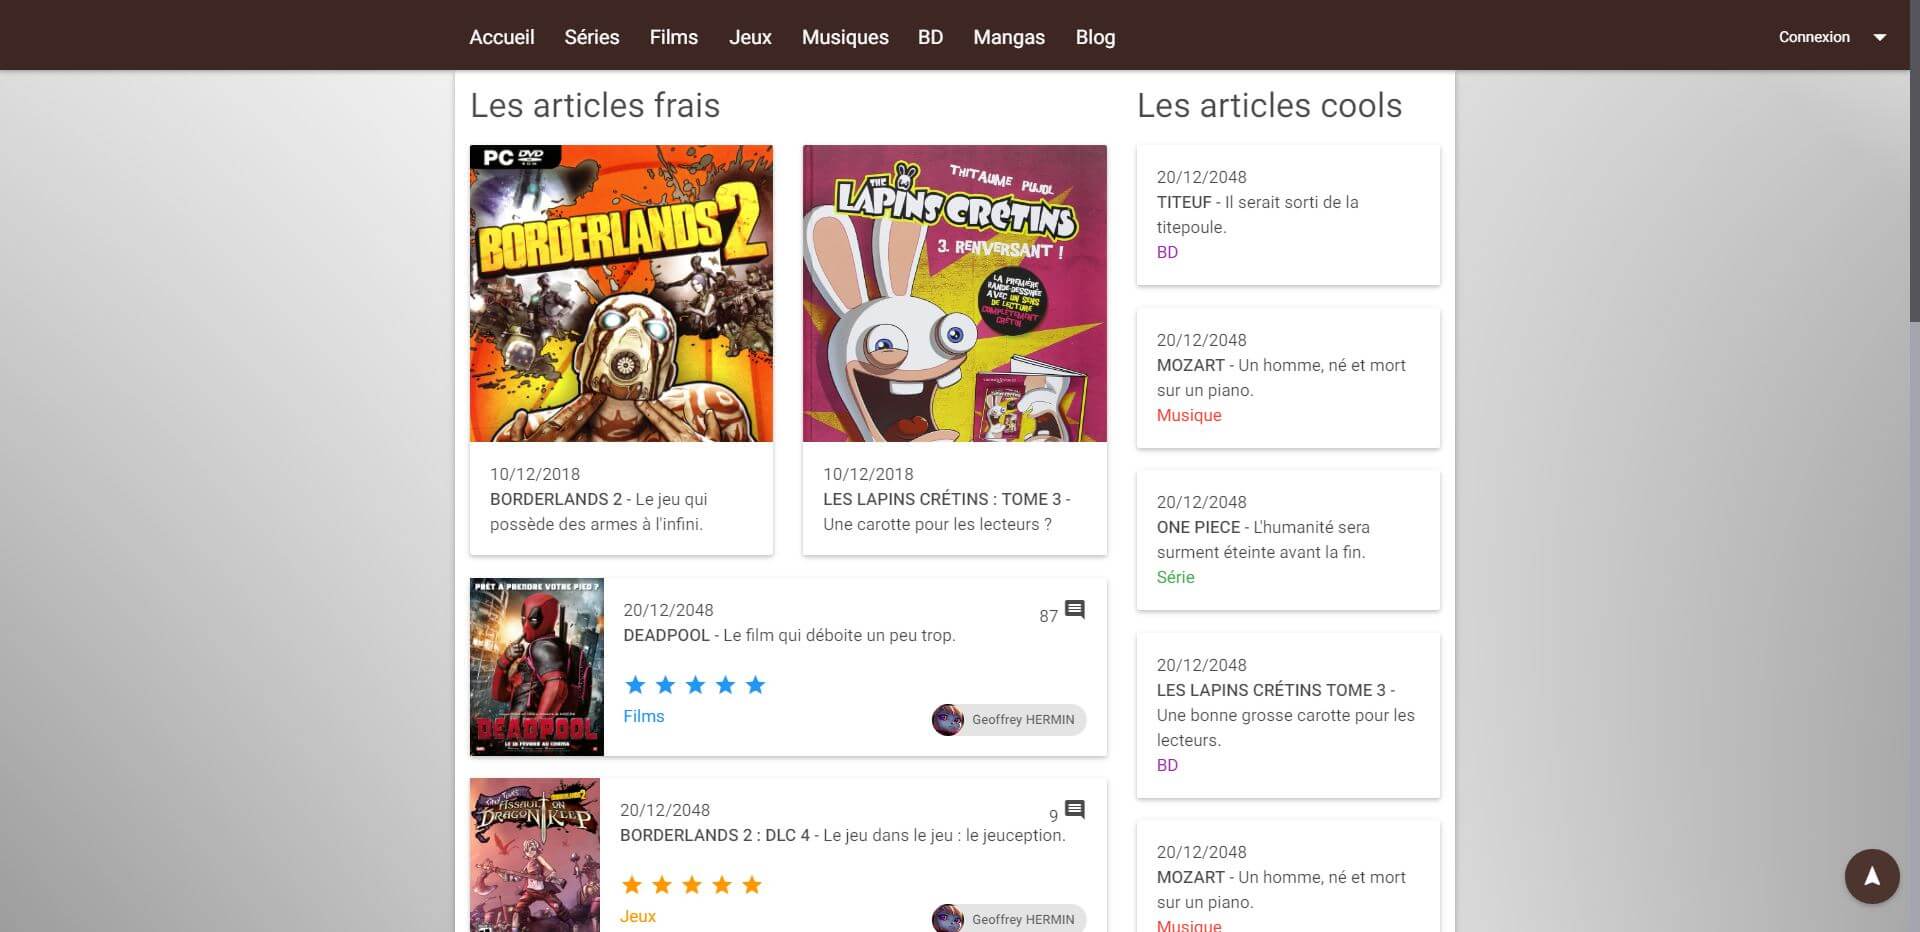 Accueil Séries Films Jeux Musiques BD Mangas Blog
Connexion
Les articles frais
PC DVD
ROM
BORDERLANDS 2
10/12/2018
BORDERLANDS 2 - Le jeu qui
possède des armes à l'infini.
THITAUME PUJOL
THE
LAPINS CRÉTINS
3. RENVERSANT !
LA PREMIÈRE
BANDE-DESSINÉE
AVEC UN SENS
DE LECTURE
COMPLÈTEMENT
CRÉTIN
10/12/2018
LES LAPINS CRÉTINS : TOME 3 -
Une carotte pour les lecteurs ?
PRÊT À PRENDRE VOTRE PIED ?
DEADPOOL
LE 10 FÉVRIER AU CINÉMA
20/12/2048
87
DEADPOOL - Le film qui déboite un peu trop.
Films
Geoffrey HERMIN
TINY TINA'S
BORDERLANDS 2
ASSAULT ON
DRAGON KEEP
20/12/2048
9
BORDERLANDS 2 : DLC 4 - Le jeu dans le jeu : le jeuception.
Jeux
Geoffrey HERMIN
Les articles cools
20/12/2048
TITEUF - Il serait sorti de la
titepoule.
BD
20/12/2048
MOZART - Un homme, né et mort
sur un piano.
Musique
20/12/2048
ONE PIECE - L'humanité sera
surment éteinte avant la fin.
Série
20/12/2048
LES LAPINS CRÉTINS TOME 3 -
Une bonne grosse carotte pour les
lecteurs.
BD
20/12/2048
MOZART - Un homme, né et mort
sur un piano.
Musique